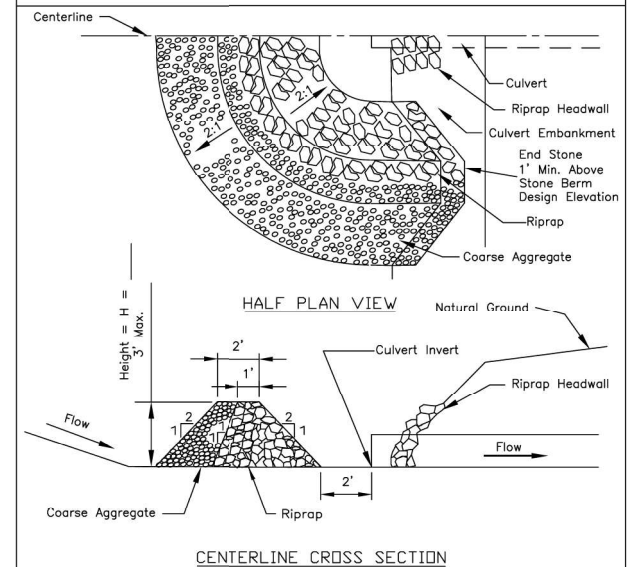 Centerline
Culvert
Riprap Headwall
Culvert Embankment
End Stone
1' Min. Above
Stone Berm
Design Elevation
Riprap
Coarse Aggregate
2:1
2:1
HALF PLAN VIEW
Natural Ground
Height = H =
3' Max.
2'
1'
Culvert Invert
Riprap Headwall
Flow
2
1
1
1
2
1
Flow
2'
Coarse Aggregate
Riprap
CENTERLINE CROSS SECTION